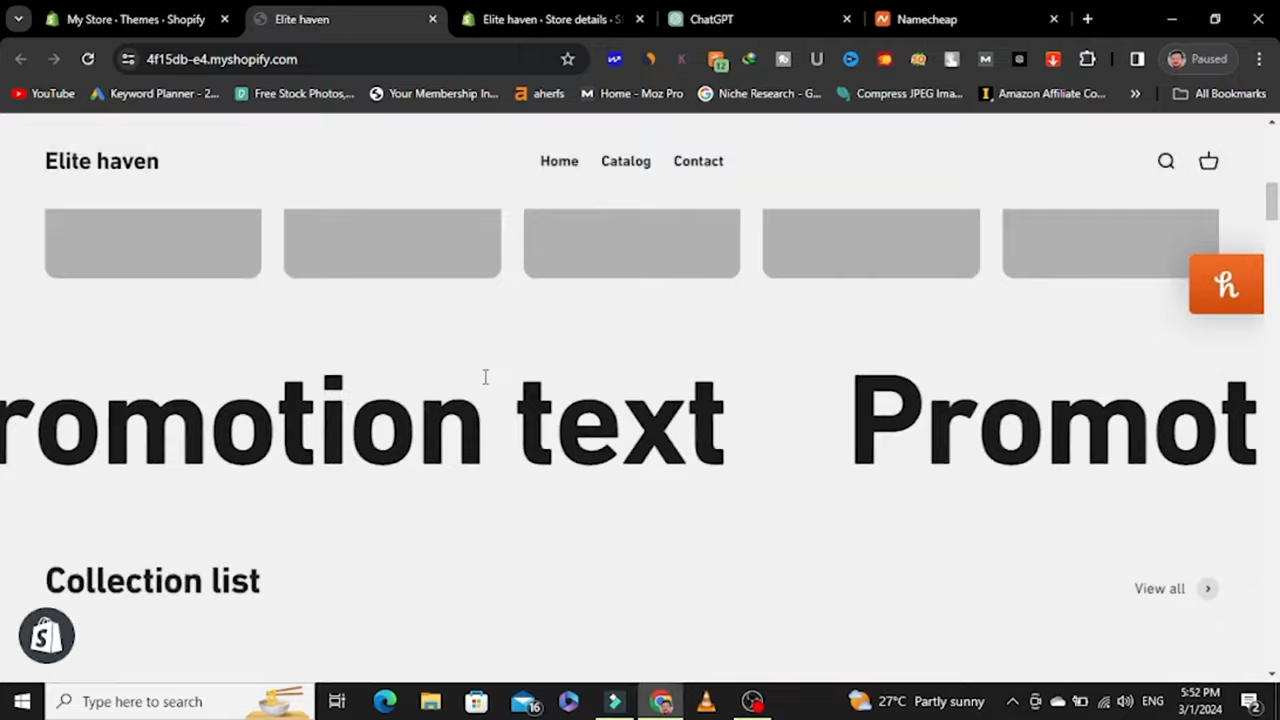 My Store · Themes · Shopify
Elite haven
Elite haven · Store details · S
ChatGPT
Namecheap
4f15db-e4.myshopify.com
12
Paused
YouTube
Keyword Planner - 2...
Free Stock Photos,...
Your Membership In...
aherfs
Home - Moz Pro
Niche Research - G...
Compress JPEG Ima...
Amazon Affiliate Co...
All Bookmarks
Elite haven
Home
Catalog
Contact
romotion text
Promot
Collection list
View all
Type here to search
16
27°C Partly sunny
ENG
5:52 PM
3/1/2024
2